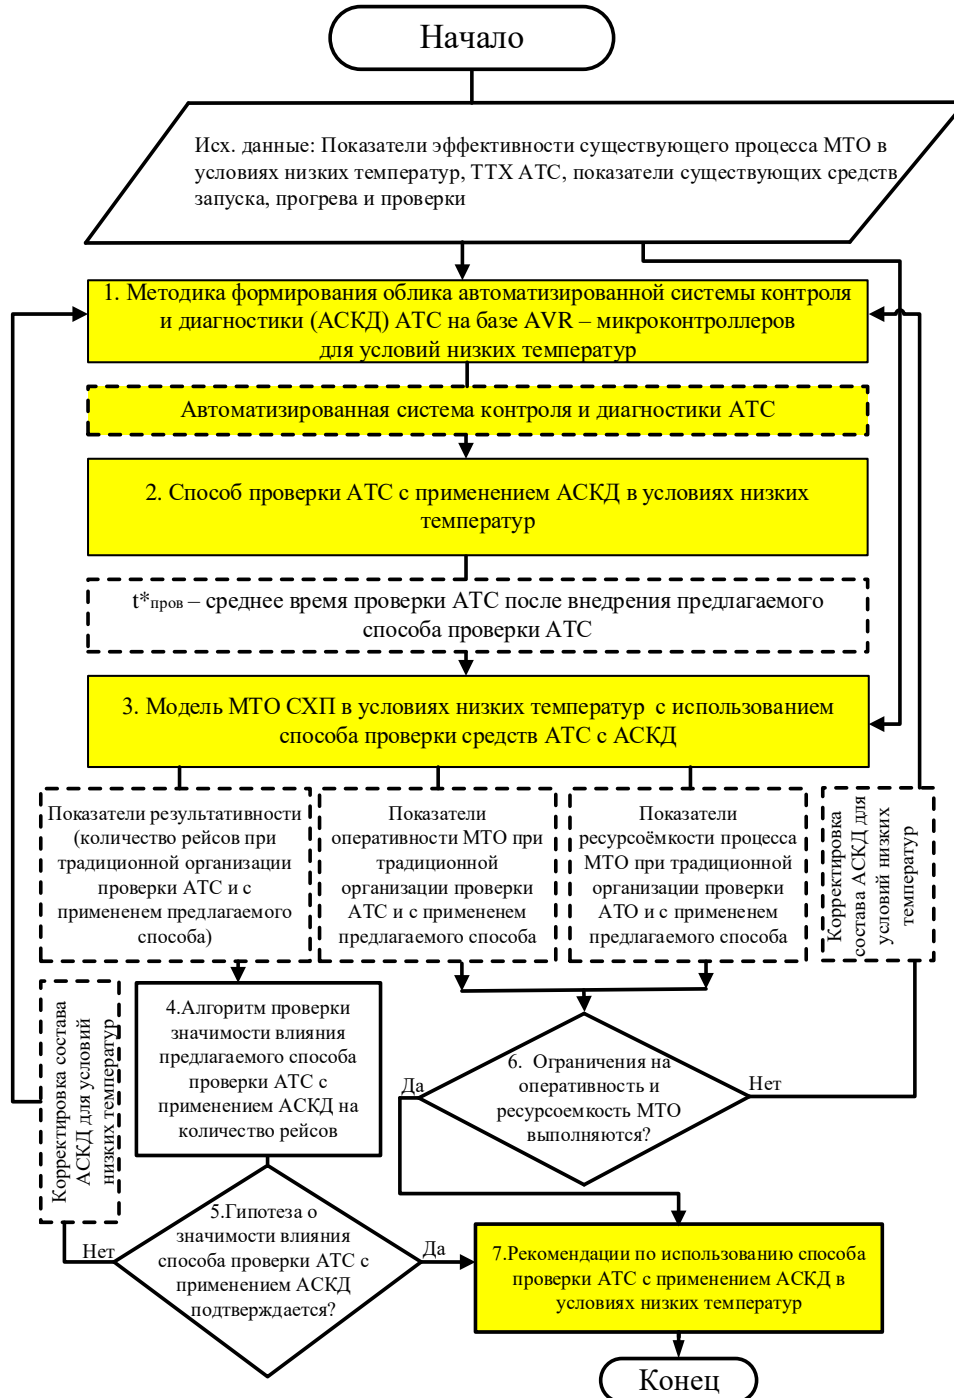 Начало
Исх. данные: Показатели эффективности существующего процесса МТО в
условиях низких температур, ТТХ АТС, показатели существующих средств
запуска, прогрева и проверки
1. Методика формирования облика автоматизированной системы контроля
и диагностики (АСКД) АТС на базе AVR – микроконтроллеров
для условий низких температур
Автоматизированная система контроля и диагностики АТС
2. Способ проверки АТС с применением АСКД в условиях низких
температур
t*пров – среднее время проверки АТС после внедрения предлагаемого
способа проверки АТС
3. Модель МТО СХП в условиях низких температур с использованием
способа проверки средств АТС с АСКД
Показатели результативности
(количество рейсов при
традиционной организации
проверки АТС и с
применем предлагаемого
способа)
Показатели
оперативности МТО при
традиционной
организации проверки
АТС и с применем
предлагаемого способа
Показатели
ресурсоёмкости процесса
МТО при традиционной
организации проверки
АТО и с применем
предлагаемого способа
Корректировка
состава АСКД для
условий низких
температур
Корректировка состава
АСКД для условий
низких температур
4.Алгоритм проверки
значимости влияния
предлагаемого способа
проверки АТС с
применением АСКД на
количество рейсов
6. Ограничения на
оперативность и
ресурсоемкость МТО
выполняются?
Да
Нет
5.Гипотеза о
значимости влияния
способа проверки АТС с
применением АСКД
подтверждается?
Нет
Да
7.Рекомендации по использованию способа
проверки АТС с применением АСКД в
условиях низких температур
Конец